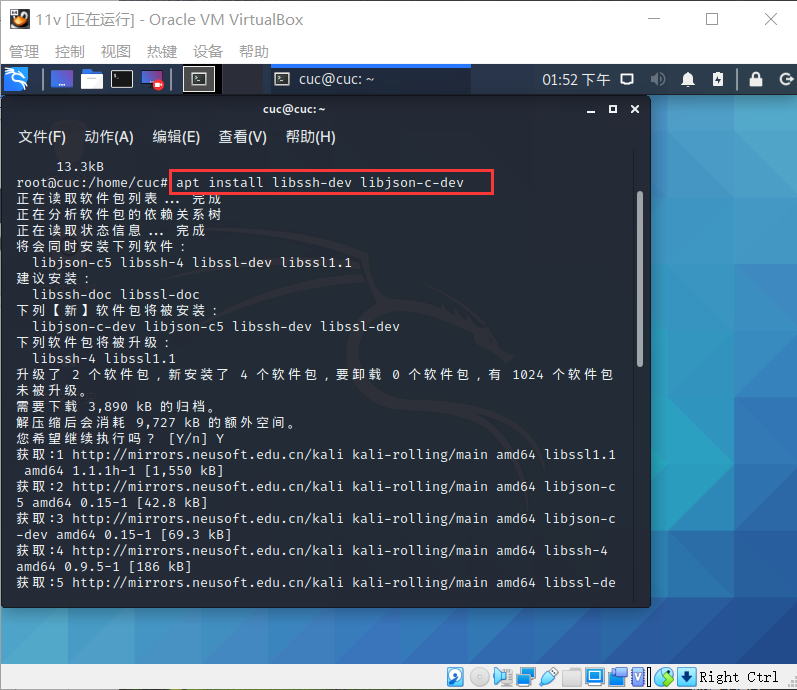 11v [正在运行] - Oracle VM VirtualBox
管理 控制 视图 热键 设备 帮助
cuc@cuc: ~ 01:52 下午
cuc@cuc:~
文件(F) 动作(A) 编辑(E) 查看(V) 帮助(H)
13.3kB
root@cuc:/home/cuc# apt install libssh-dev libjson-c-dev
正在读取软件包列表... 完成
正在分析软件包的依赖关系树
正在读取状态信息... 完成
将会同时安装下列软件：
libjson-c5 libssh-4 libssl-dev libssl1.1
建议安装：
libssh-doc libssl-doc
下列【新】软件包将被安装：
libjson-c-dev libjson-c5 libssh-dev libssl-dev
下列软件包将被升级：
libssh-4 libssl1.1
升级了 2 个软件包，新安装了 4 个软件包，要卸载 0 个软件包，有 1024 个软件包
未被升级。
需要下载 3,890 kB 的归档。
解压缩后会消耗 9,727 kB 的额外空间。
您希望继续执行吗？ [Y/n] Y
获取:1 http://mirrors.neusoft.edu.cn/kali kali-rolling/main amd64 libssl1.1
amd64 1.1.1h-1 [1,550 kB]
获取:2 http://mirrors.neusoft.edu.cn/kali kali-rolling/main amd64 libjson-c
5 amd64 0.15-1 [42.8 kB]
获取:3 http://mirrors.neusoft.edu.cn/kali kali-rolling/main amd64 libjson-c
-dev amd64 0.15-1 [69.3 kB]
获取:4 http://mirrors.neusoft.edu.cn/kali kali-rolling/main amd64 libssh-4
amd64 0.9.5-1 [186 kB]
获取:5 http://mirrors.neusoft.edu.cn/kali kali-rolling/main amd64 libssl-de
Right Ctrl